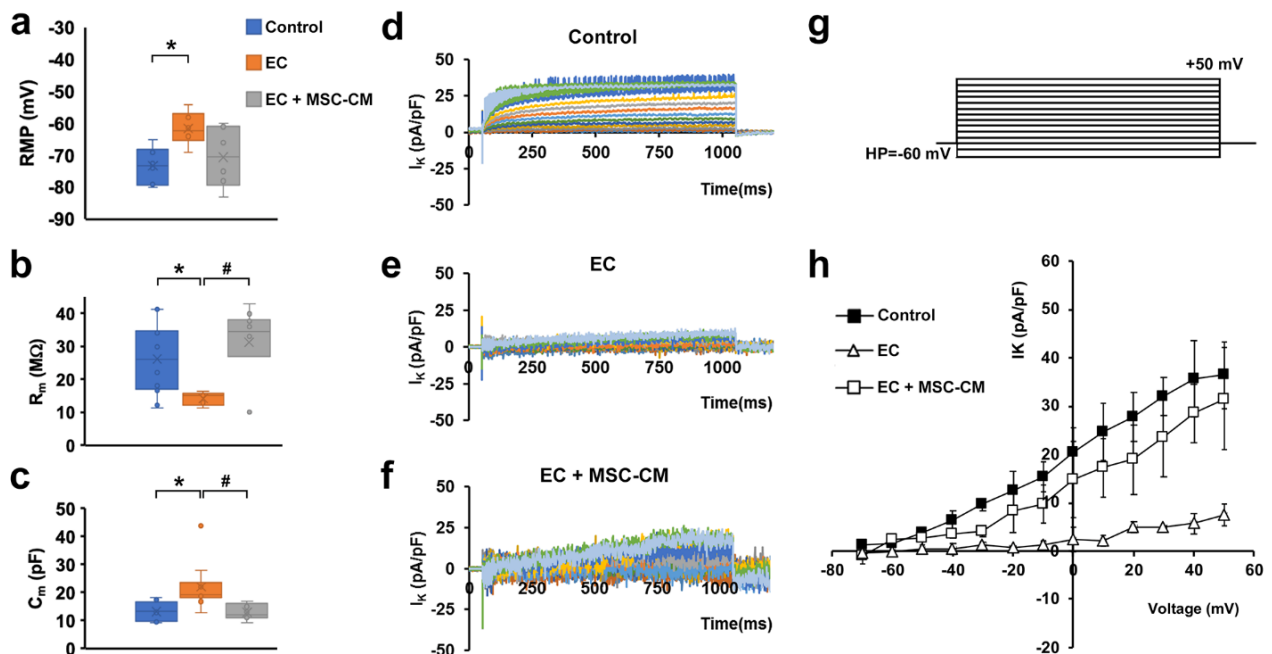 a
-30
-40
-50
-60
-70
-80
-90
RMP (mV)
*
Control
EC
EC + MSC-CM
b
40
30
20
10
0
Rm (MΩ)
*
#
c
50
40
30
20
10
0
Cm (pF)
*
#
d
Control
50
25
0
-25
-50
IK (pA/pF)
0 250 500 750 1000
Time(ms)
e
EC
50
25
0
-25
-50
IK (pA/pF)
0 250 500 750 1000
Time(ms)
f
EC + MSC-CM
50
25
0
-25
-50
IK (pA/pF)
0 250 500 750 1000
Time(ms)
g
+50 mV
HP=-60 mV
h
Control
EC
EC + MSC-CM
IK (pA/pF)
60
50
40
30
20
10
0
-10
-20
-80 -60 -40 -20 0 20 40 60
Voltage (mV)